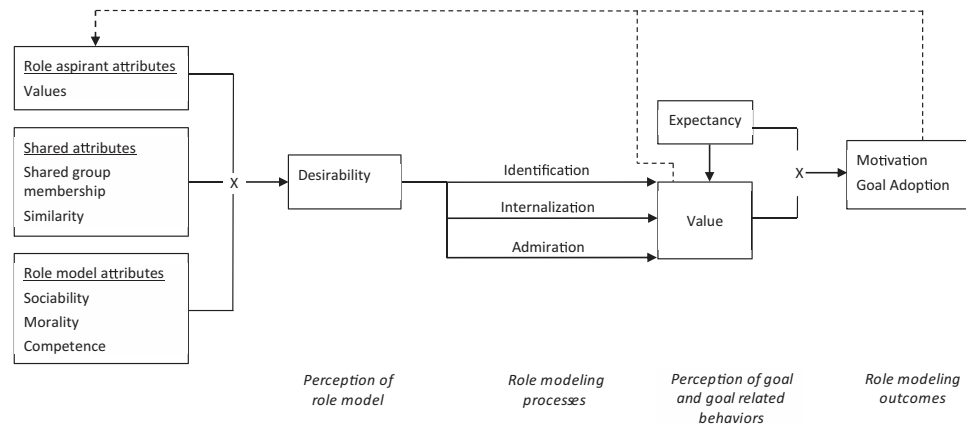 Role aspirant attributes
Values
Shared attributes
Shared group
membership
Similarity
Role model attributes
Sociability
Morality
Competence
X
Desirability
Identification
Internalization
Admiration
Expectancy
Value
X
Motivation
Goal Adoption
Perception of
role model
Role modeling
processes
Perception of goal
and goal related
behaviors
Role modeling
outcomes